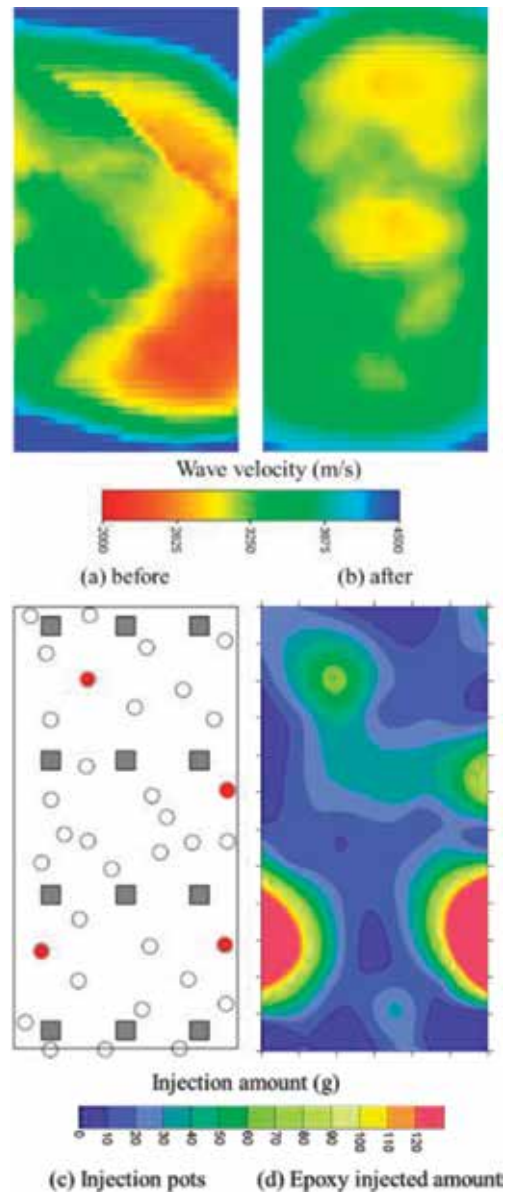 Wave velocity (m/s)
2000 2625 3250 3875 4500
(a) before (b) after
Injection amount (g)
0 10 20 30 40 50 60 70 80 90 100 110 120
(c) Injection pots (d) Epoxy injected amount